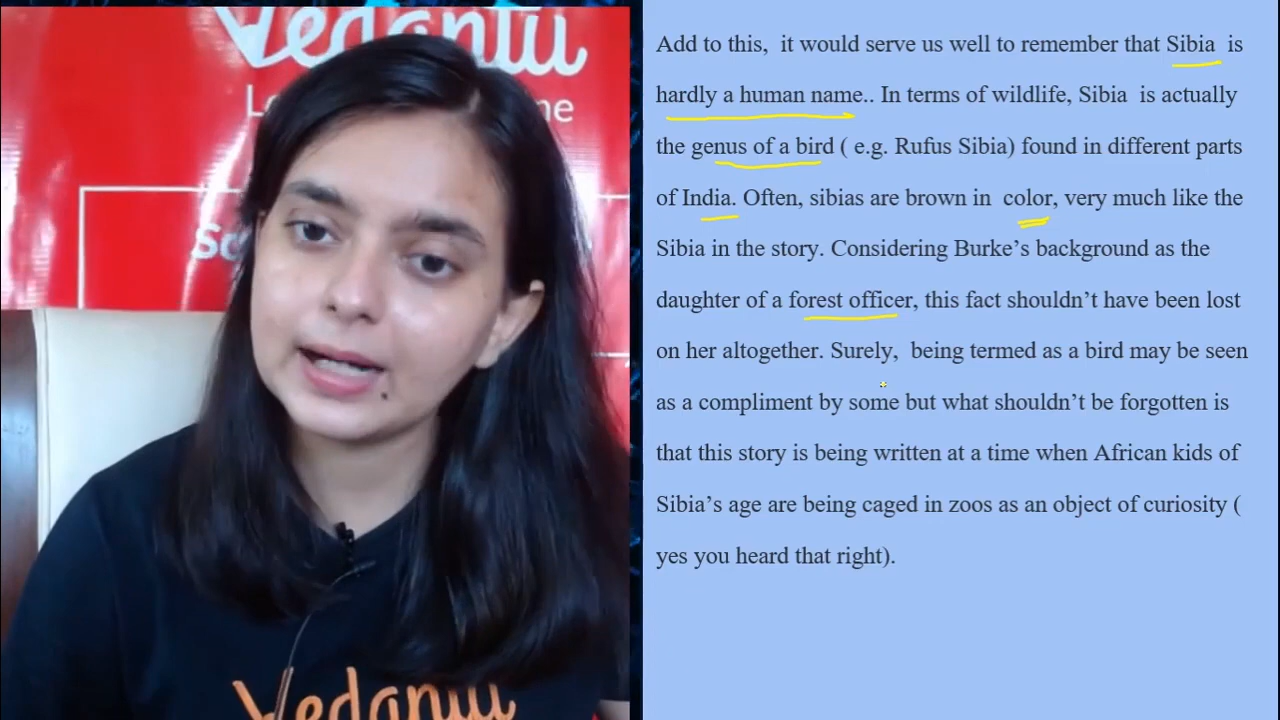 Vedantu
Add to this, it would serve us well to remember that Sibia is
hardly a human name.. In terms of wildlife, Sibia is actually
the genus of a bird ( e.g. Rufus Sibia) found in different parts
of India. Often, sibias are brown in color, very much like the
Sibia in the story. Considering Burke’s background as the
daughter of a forest officer, this fact shouldn’t have been lost
on her altogether. Surely, being termed as a bird may be seen
as a compliment by some but what shouldn’t be forgotten is
that this story is being written at a time when African kids of
Sibia’s age are being caged in zoos as an object of curiosity (
yes you heard that right).
Vedantu